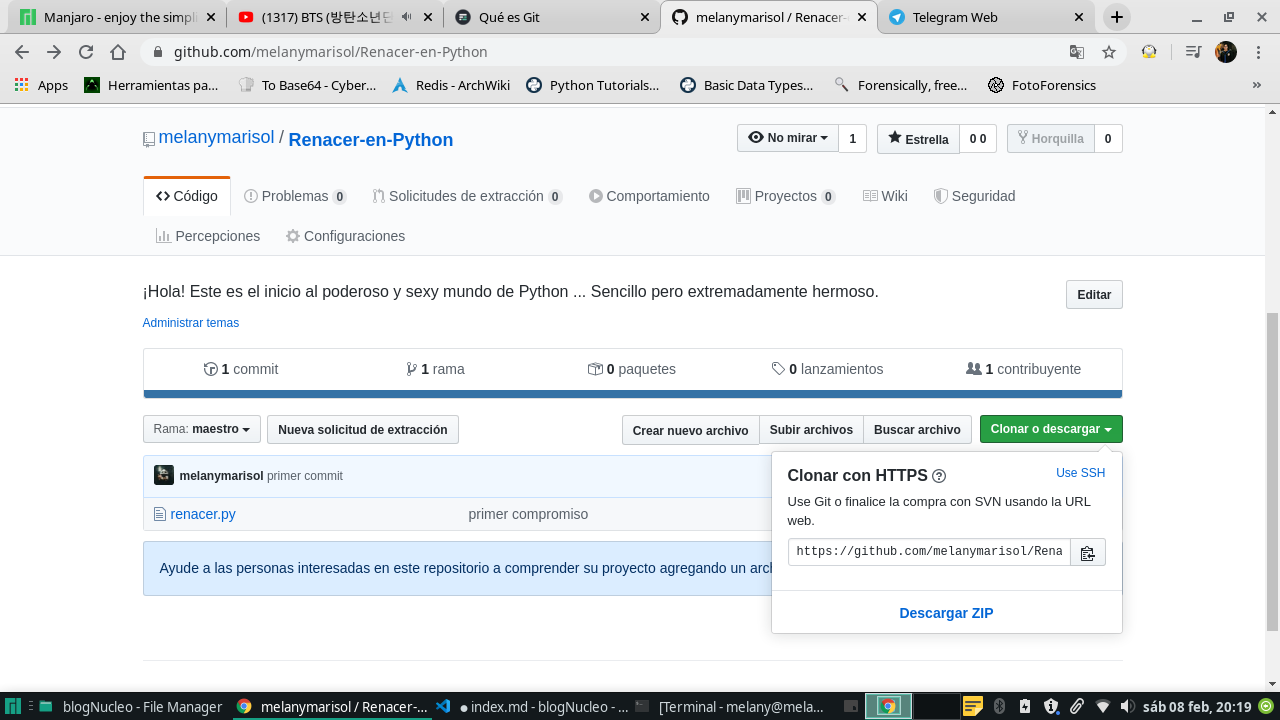 Manjaro - enjoy the simpli
(1317) BTS (방탄소년단
Qué es Git
melanymarisol / Renacer-
Telegram Web
github.com/melanymarisol/Renacer-en-Python
Apps
Herramientas pa...
To Base64 - Cyber...
Redis - ArchWiki
Python Tutorials...
Basic Data Types...
Forensically, free...
FotoForensics
»
melanymarisol / Renacer-en-Python
No mirar 1
Estrella 0 0
Horquilla 0
Código
Problemas 0
Solicitudes de extracción 0
Comportamiento
Proyectos 0
Wiki
Seguridad
Percepciones
Configuraciones
¡Hola! Este es el inicio al poderoso y sexy mundo de Python ... Sencillo pero extremadamente hermoso.
Editar
Administrar temas
1 commit
1 rama
0 paquetes
0 lanzamientos
1 contribuyente
Rama: maestro
Nueva solicitud de extracción
Crear nuevo archivo
Subir archivos
Buscar archivo
Clonar o descargar
melanymarisol primer commit
renacer.py
primer compromiso
Ayude a las personas interesadas en este repositorio a comprender su proyecto agregando un arch
Clonar con HTTPS
Use SSH
Use Git o finalice la compra con SVN usando la URL
web.
https://github.com/melanymarisol/Rena
Descargar ZIP
blogNucleo - File Manager
melanymarisol / Renacer-...
● index.md - blogNucleo - ...
[Terminal - melany@mela...
sáb 08 feb, 20:19